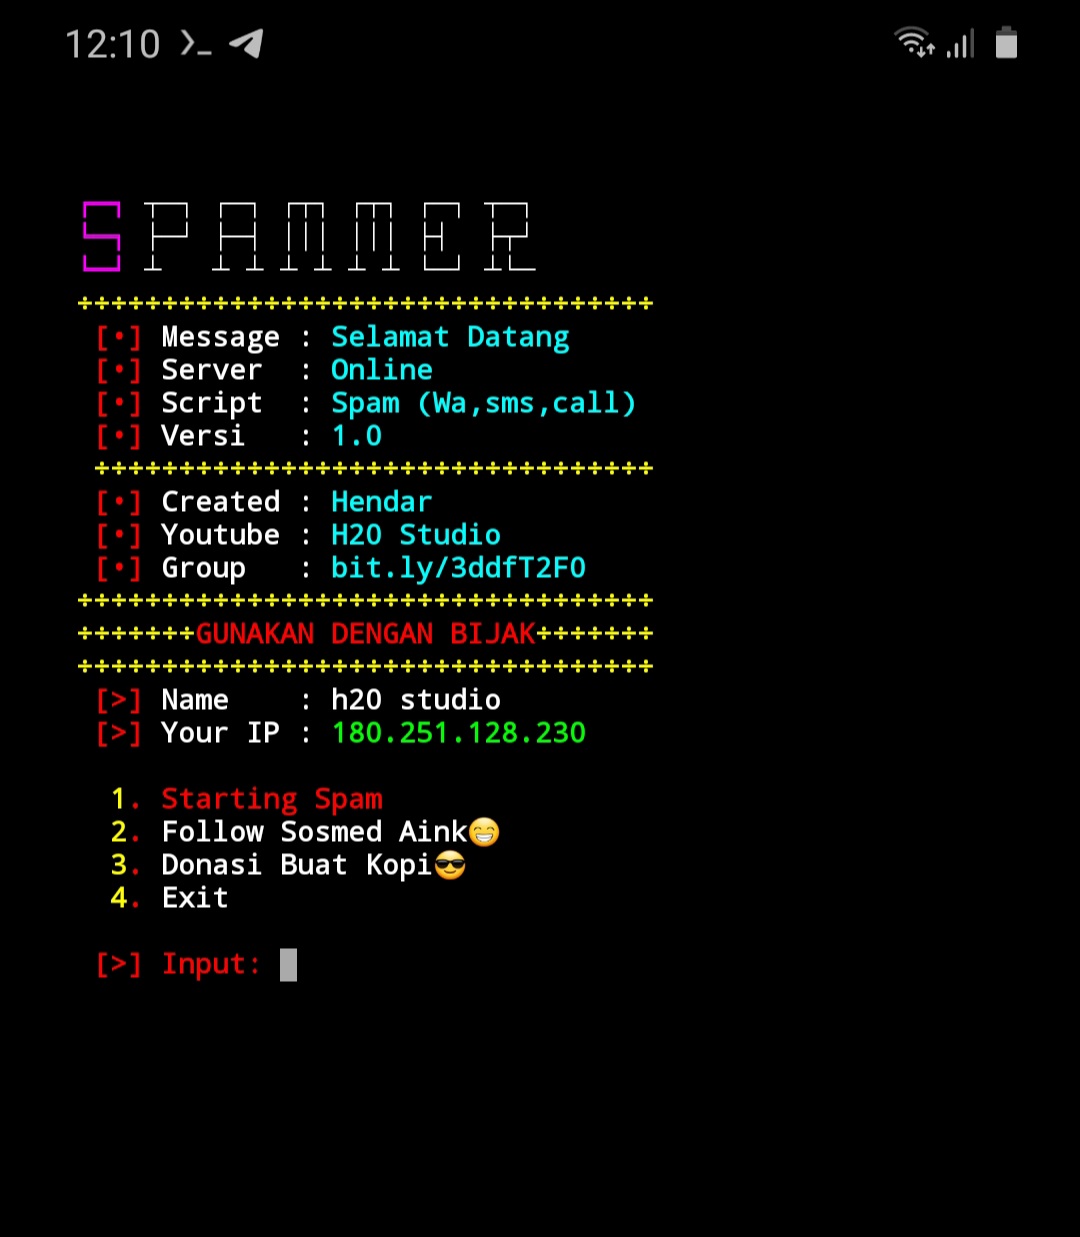 12:10
SPAMMER
++++++++++++++++++++++++++++++++++
[•] Message : Selamat Datang
[•] Server : Online
[•] Script : Spam (Wa,sms,call)
[•] Versi : 1.0
+++++++++++++++++++++++++++++++++
[•] Created : Hendar
[•] Youtube : H2O Studio
[•] Group : bit.ly/3ddfT2F0
++++++++++++++++++++++++++++++++++
+++++++GUNAKAN DENGAN BIJAK+++++++
++++++++++++++++++++++++++++++++++
[>] Name : h2O studio
[>] Your IP : 180.251.128.230
1. Starting Spam
2. Follow Sosmed Aink😁
3. Donasi Buat Kopi😎
4. Exit
[>] Input: